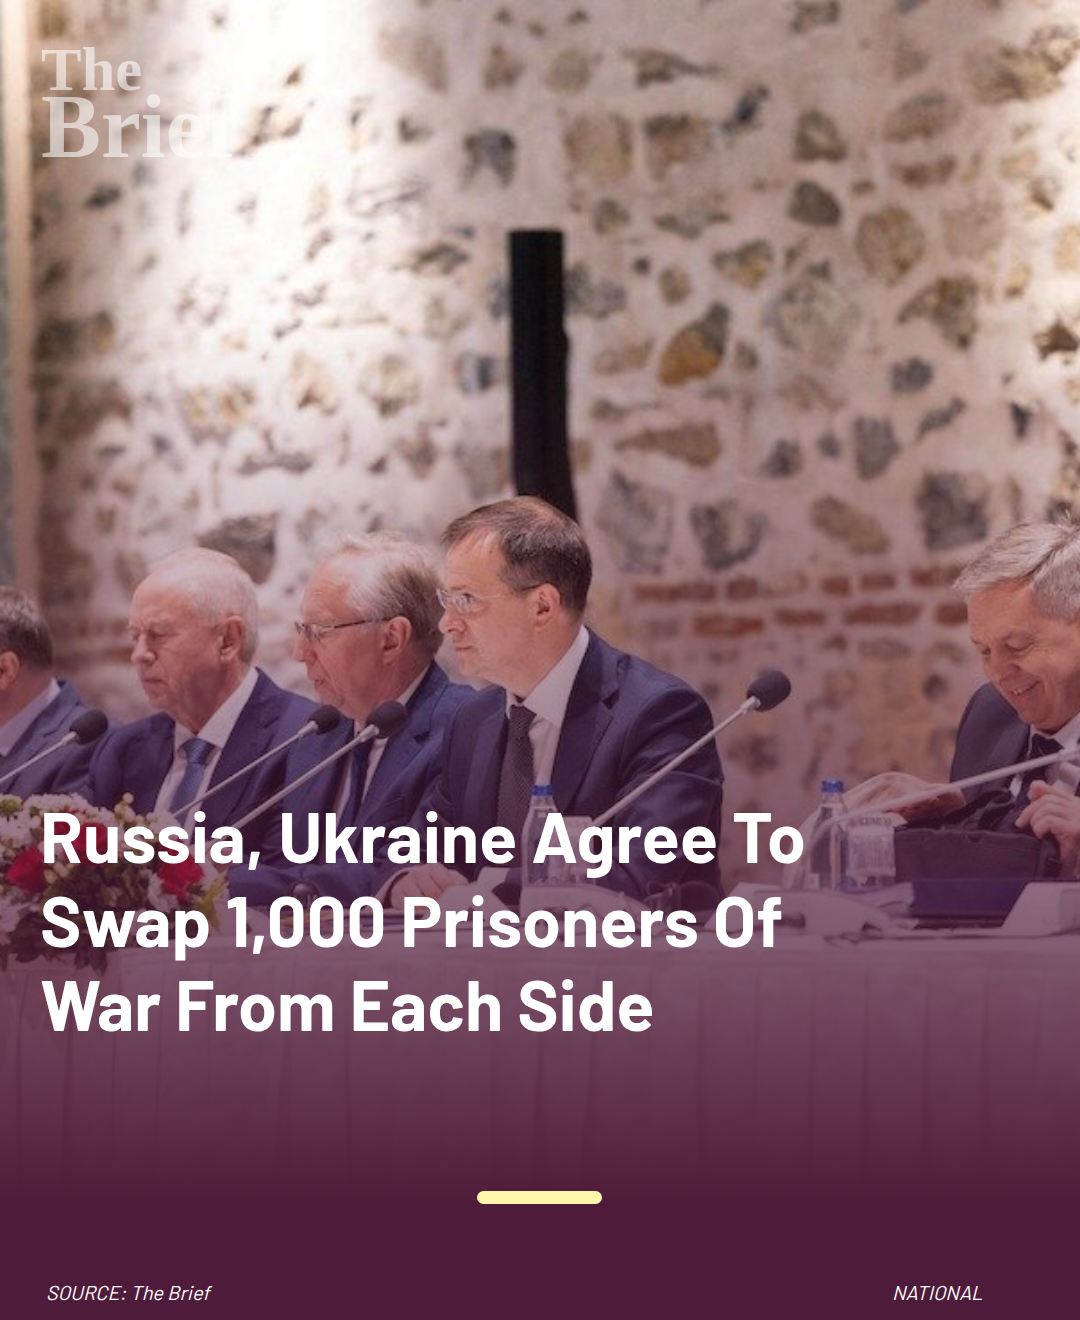 The
Brief
Russia, Ukraine Agree To
Swap 1,000 Prisoners Of
War From Each Side
SOURCE: The Brief
NATIONAL